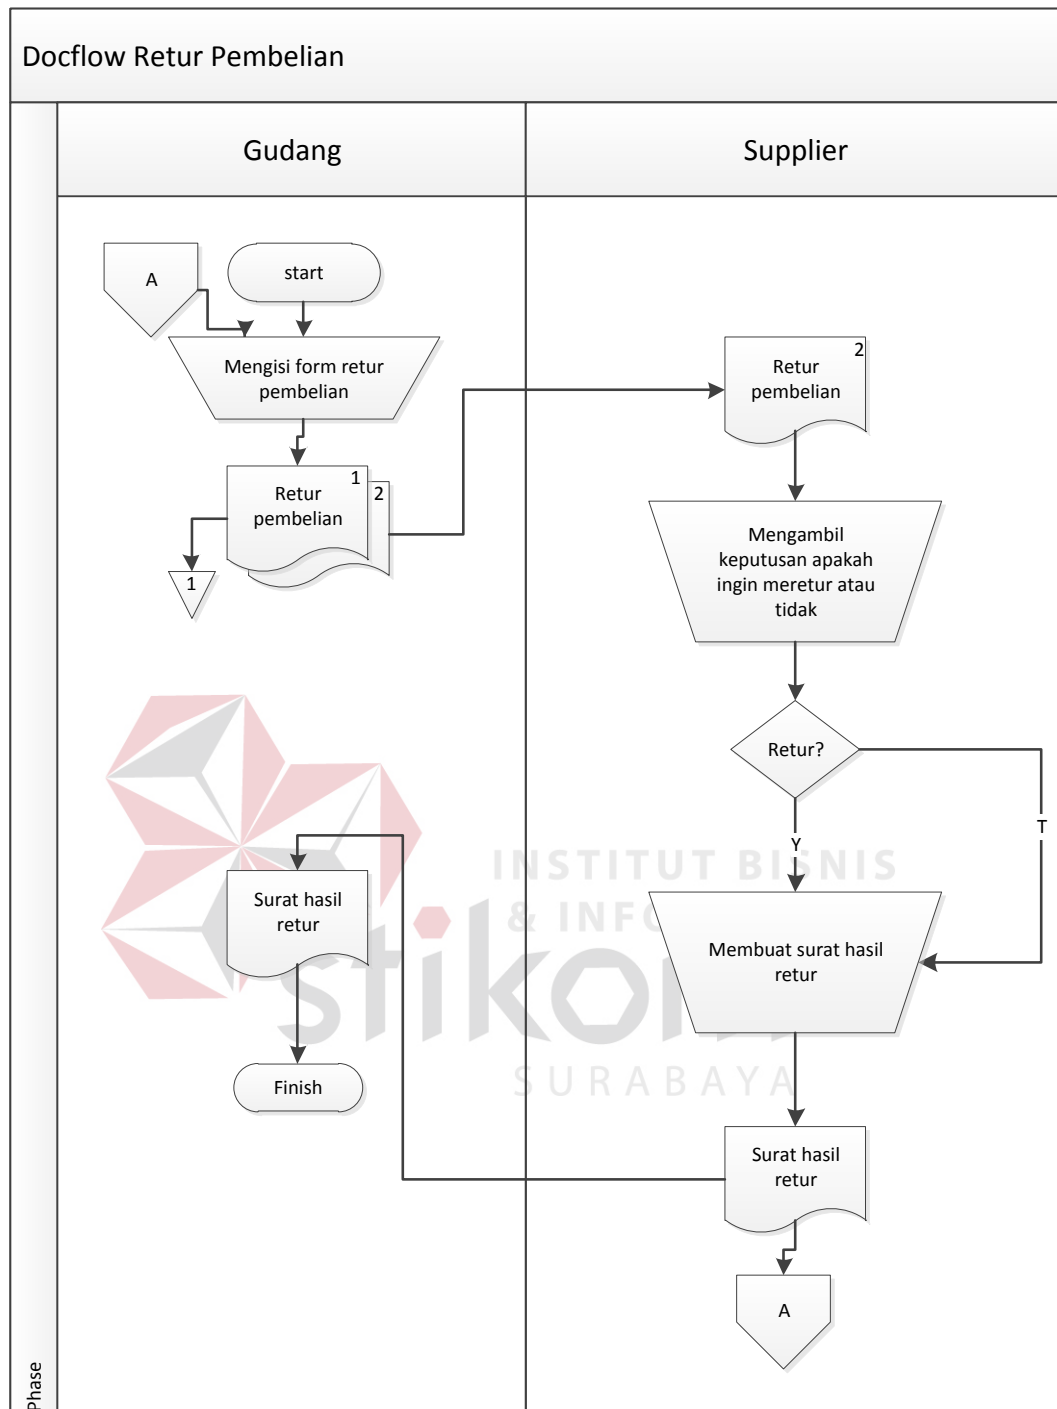 Docflow Retur Pembelian
Gudang
Supplier
A
start
Mengisi form retur
pembelian
Retur
pembelian
1
2
1
Retur
pembelian
2
Mengambil
keputusan apakah
ingin meretur atau
tidak
Retur?
Y
T
Membuat surat hasil
retur
Surat hasil
retur
A
Surat hasil
retur
Finish
INSTITUT BISNIS
& INFO
stikom
SURABAYA
Phase